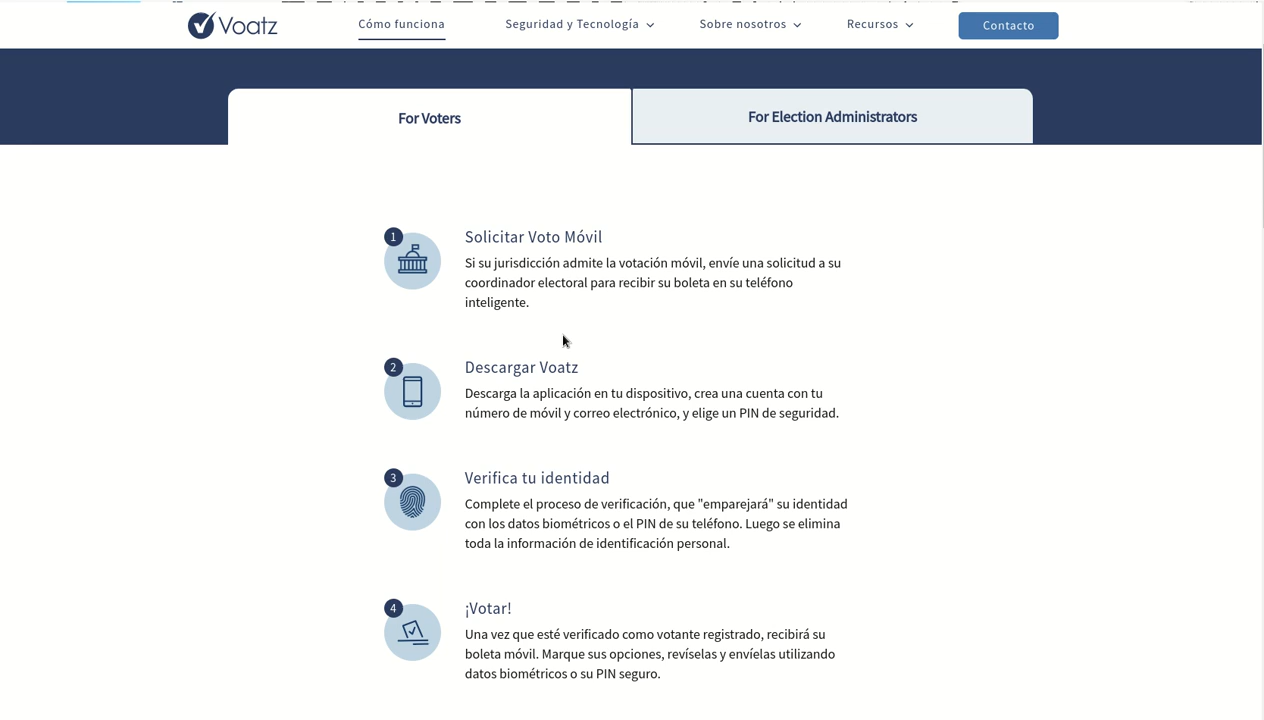 Voatz
Cómo funciona
Seguridad y Tecnología
Sobre nosotros
Recursos
Contacto
For Voters
For Election Administrators
1
Solicitar Voto Móvil
Si su jurisdicción admite la votación móvil, envíe una solicitud a su
coordinador electoral para recibir su boleta en su teléfono
inteligente.
2
Descargar Voatz
Descarga la aplicación en tu dispositivo, crea una cuenta con tu
número de móvil y correo electrónico, y elige un PIN de seguridad.
3
Verifica tu identidad
Complete el proceso de verificación, que "emparejará" su identidad
con los datos biométricos o el PIN de su teléfono. Luego se elimina
toda la información de identificación personal.
4
¡Votar!
Una vez que esté verificado como votante registrado, recibirá su
boleta móvil. Marque sus opciones, revíselas y envíelas utilizando
datos biométricos o su PIN seguro.